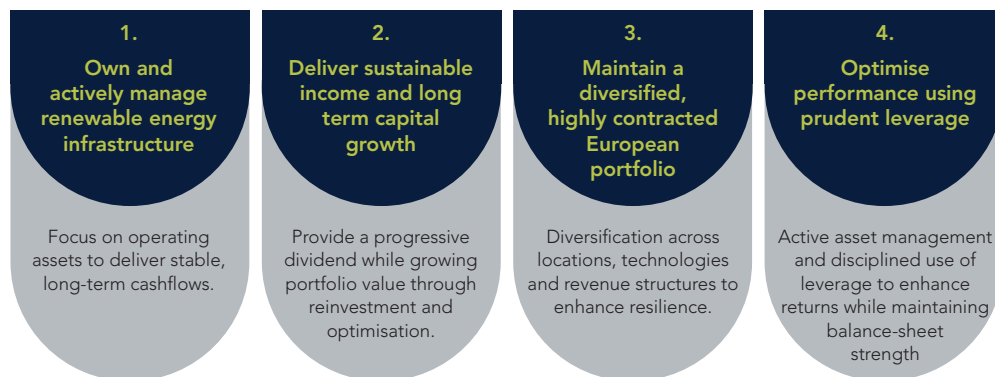 1.
Own and
actively manage
renewable energy
infrastructure
Focus on operating
assets to deliver stable,
long-term cashflows.
2.
Deliver sustainable
income and long
term capital
growth
Provide a progressive
dividend while growing
portfolio value through
reinvestment and
optimisation.
3.
Maintain a
diversified,
highly contracted
European
portfolio
Diversification across
locations, technologies
and revenue structures to
enhance resilience.
4.
Optimise
performance using
prudent leverage
Active asset management
and disciplined use of
leverage to enhance
returns while maintaining
balance-sheet
strength